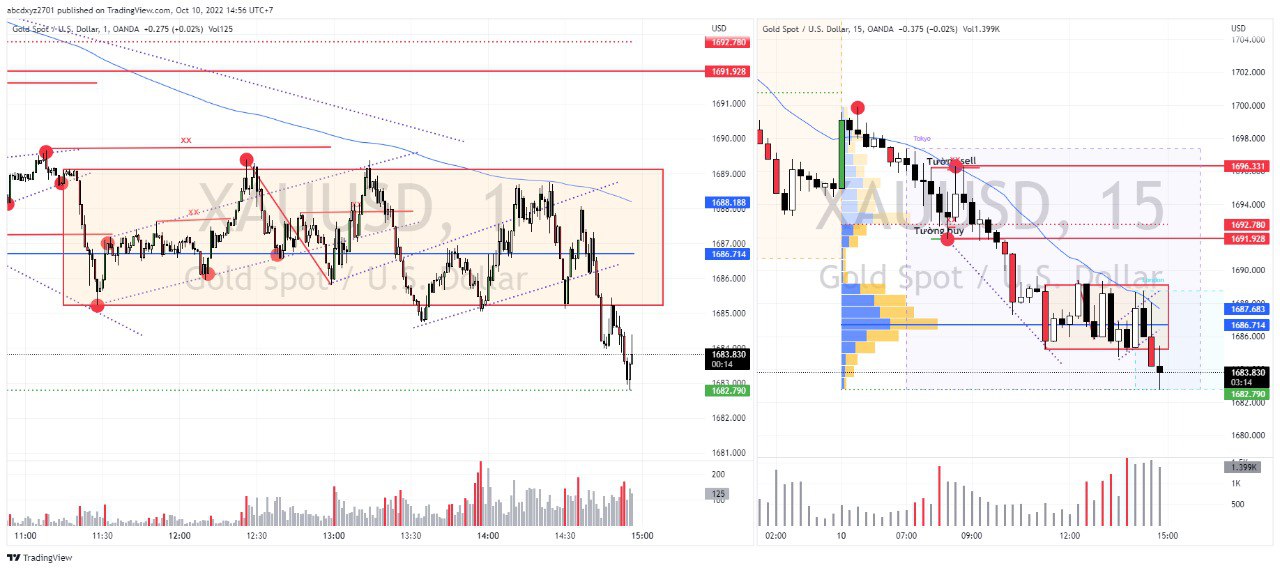 abcdxyz2701 published on TradingView.com, Oct 10, 2022 14:56 UTC+7
Gold Spot / U.S. Dollar, 1, OANDA -0.275 (+0.02%) Vol125
USD
1692.780
1691.928
1691.000
1690.000
1689.000
1688.188
1687.000
1686.714
1686.000
1685.000
1683.830
00:14
1683.000
1682.790
1682.000
1681.000
200
125
xx
xx
XAUUSD, 1
Gold Spot / U.S. Dollar
11:00
11:30
12:00
12:30
13:00
13:30
14:00
14:30
15:00
Gold Spot / U.S. Dollar, 15, OANDA -0.375 (-0.02%) Vol1.399K
USD
1704.000
1702.000
1700.000
1698.000
1696.331
1694.000
1692.780
1691.928
1690.000
1687.683
1686.714
1683.830
03:14
1682.790
1682.000
1680.000
1.399K
1K
500
Tokyo
Tường sell
Tường buy
XAUUSD, 15
Gold Spot / U.S. Dollar
02:00
10
07:00
09:00
12:00
15:00
TradingView